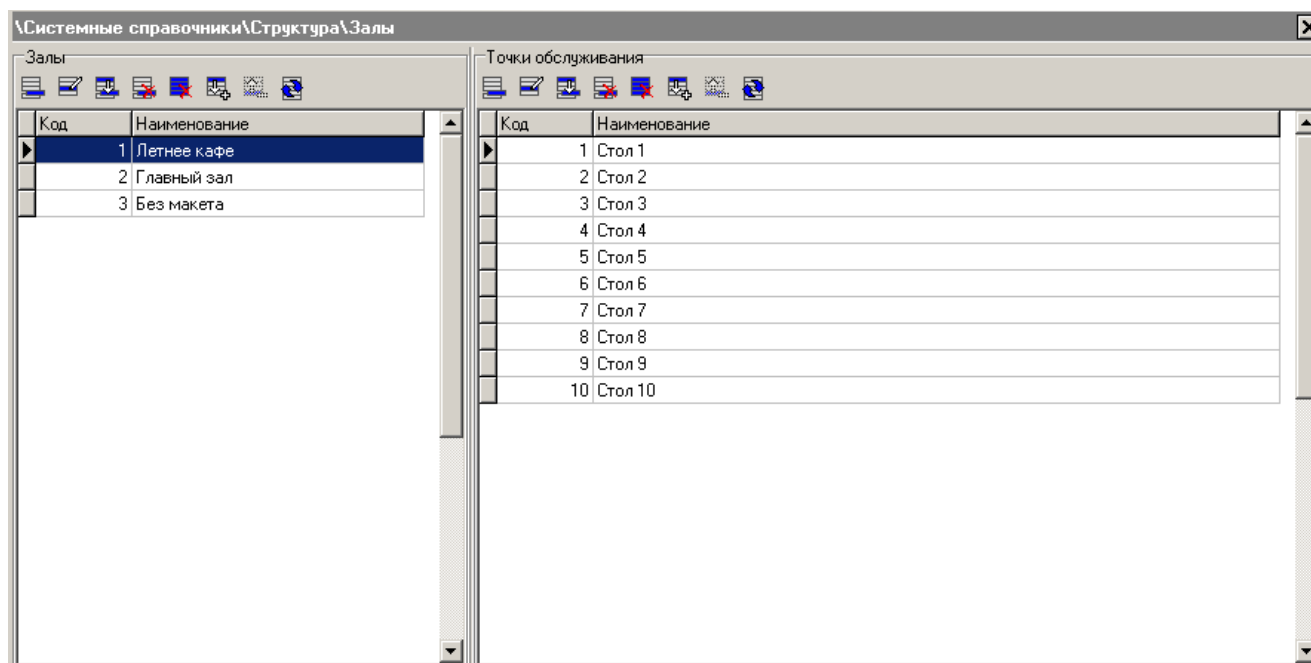 \Системные справочники\Структура\Залы
Залы
Код Наименование
1 Летнее кафе
2 Главный зал
3 Без макета
Точки обслуживания
Код Наименование
1 Стол 1
2 Стол 2
3 Стол 3
4 Стол 4
5 Стол 5
6 Стол 6
7 Стол 7
8 Стол 8
9 Стол 9
10 Стол 10